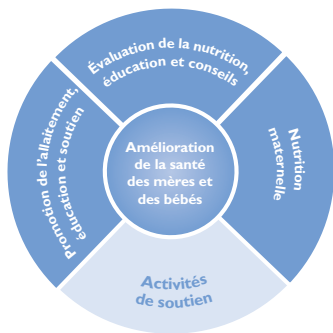 Évaluation de la nutrition,
éducation et conseils
Promotion de l'allaitement,
éducation et soutien
Amélioration
de la santé
des mères et
des bébés
Nutrition
maternelle
Activités
de soutien